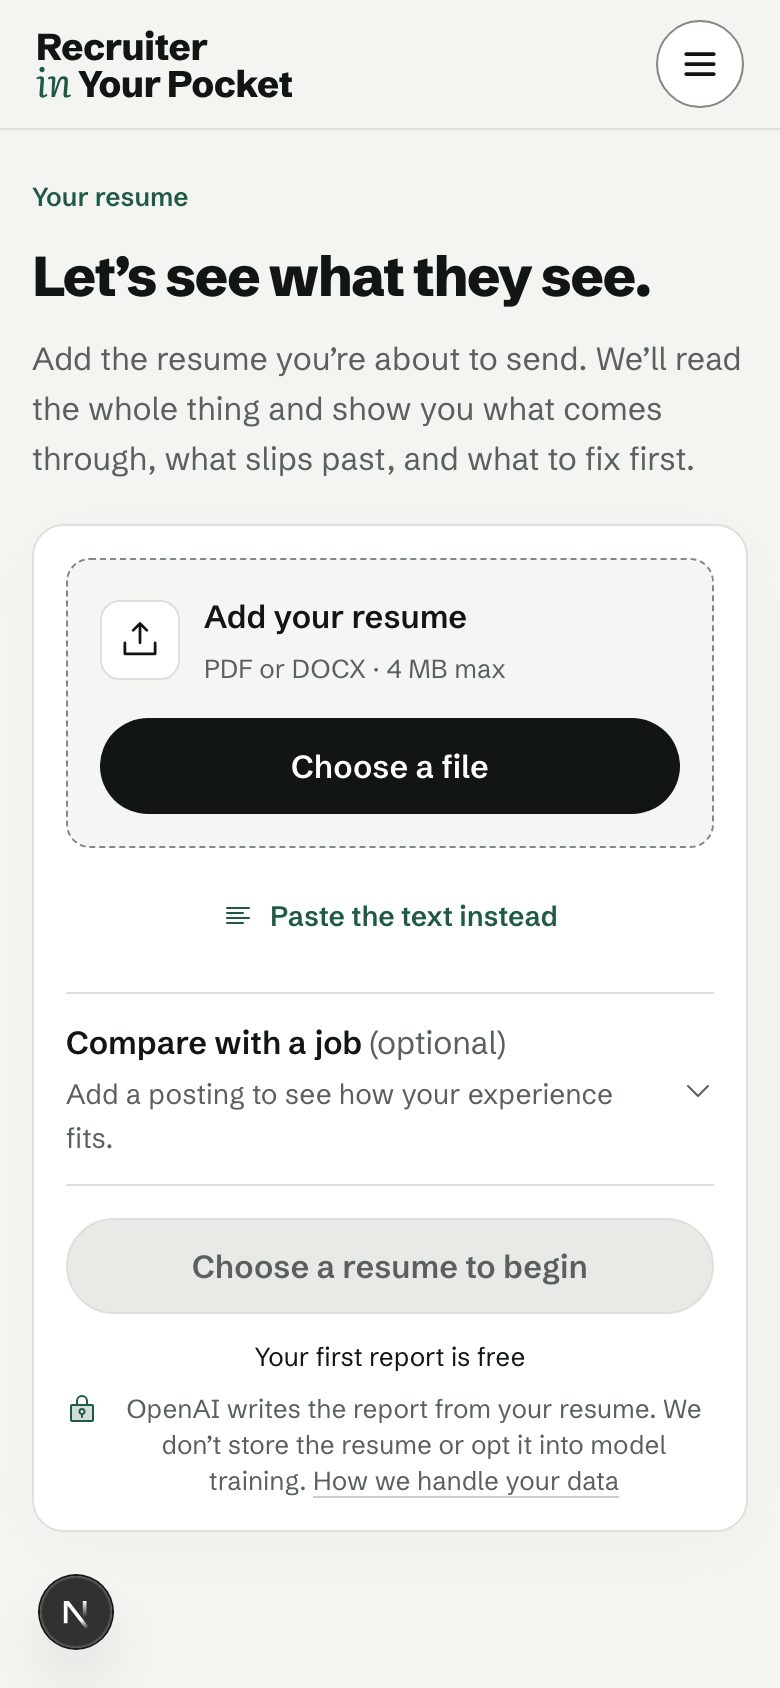 Recruiter
in Your Pocket
Your resume
Let’s see what they see.
Add the resume you’re about to send. We’ll read
the whole thing and show you what comes
through, what slips past, and what to fix first.
Add your resume
PDF or DOCX · 4 MB max
Choose a file
Paste the text instead
Compare with a job (optional)
Add a posting to see how your experience
fits.
Choose a resume to begin
Your first report is free
OpenAI writes the report from your resume. We
don’t store the resume or opt it into model
training. How we handle your data
N